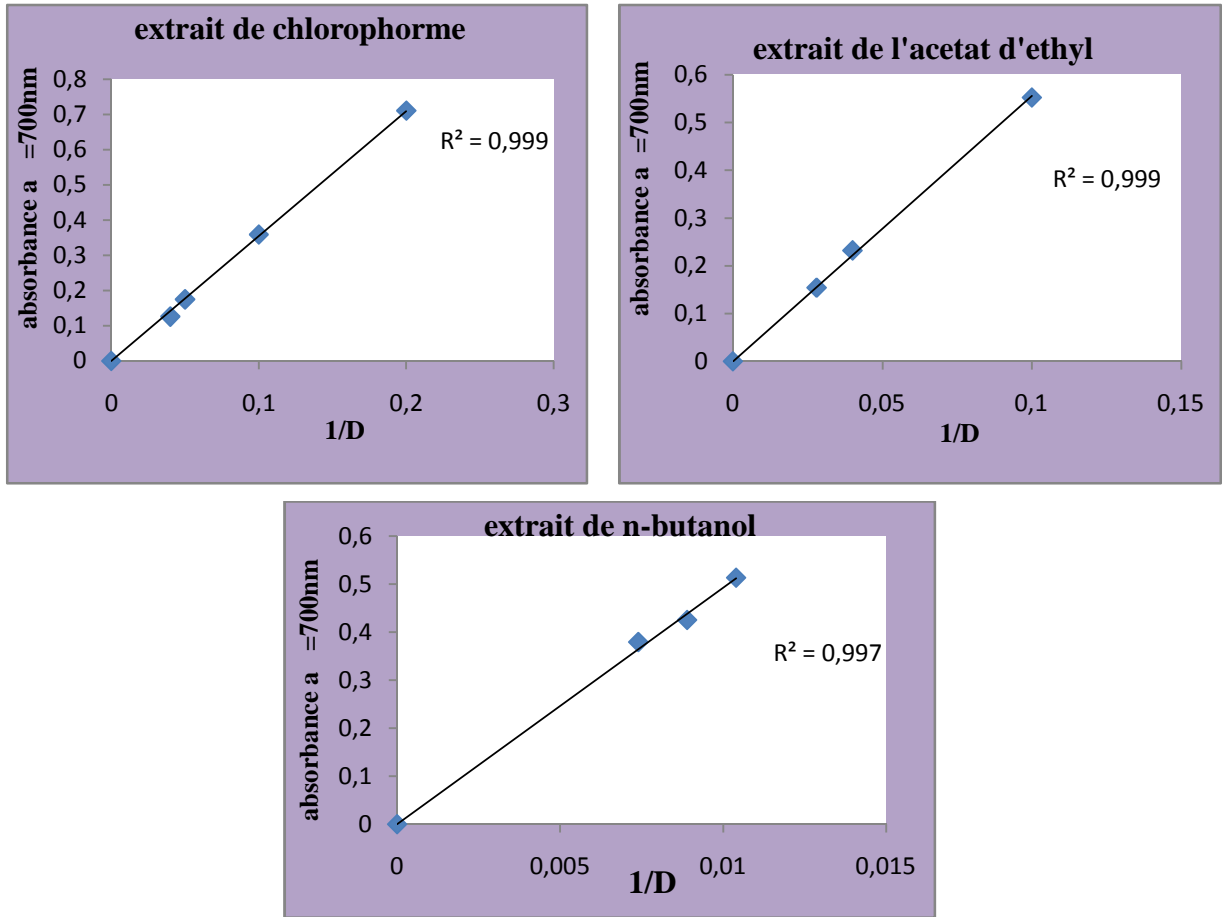 extrait de chlorophorme
absorbance a =700nm
0,8
0,7
0,6
0,5
0,4
0,3
0,2
0,1
0
R² = 0,999
0 0,1 0,2 0,3
1/D
extrait de l'acetat d'ethyl
absorbance a =700nm
0,6
0,5
0,4
0,3
0,2
0,1
0
R² = 0,999
0 0,05 0,1 0,15
1/D
extrait de n-butanol
absorbance a =700nm
0,6
0,5
0,4
0,3
0,2
0,1
0
R² = 0,997
0 0,005 0,01 0,015
1/D